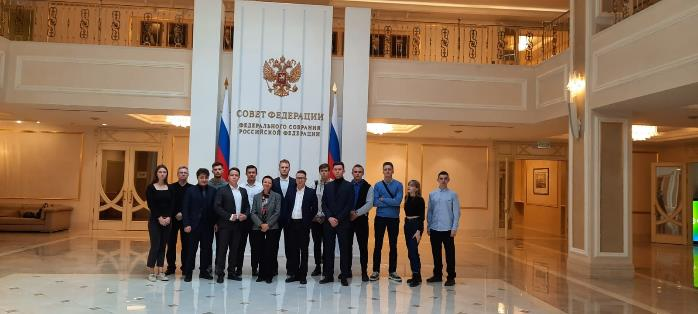 СОВЕТ ФЕДЕРАЦИИ
ФЕДЕРАЛЬНОГО СОБРАНИЯ
РОССИЙСКОЙ ФЕДЕРАЦИИ